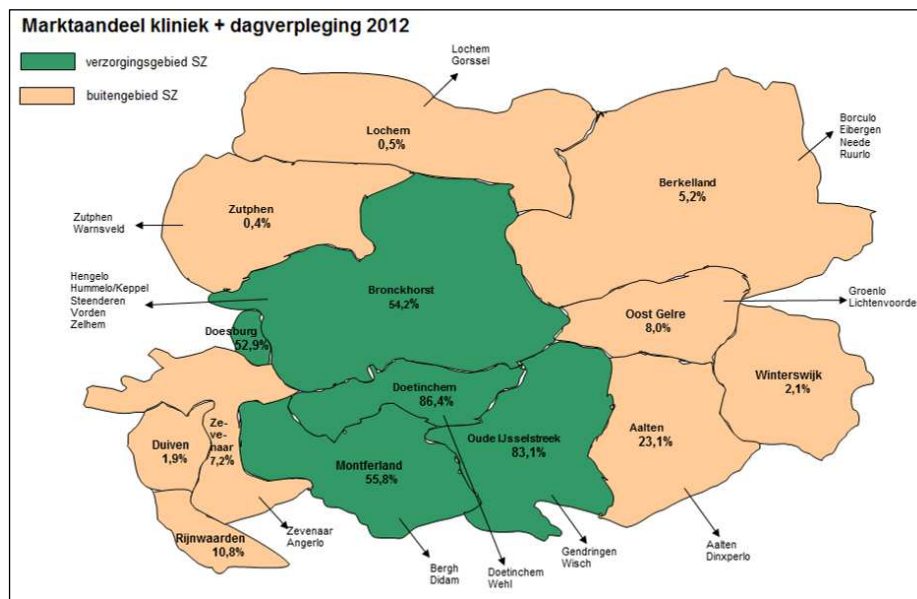 Marktaandeel kliniek + dagverpleging 2012
verzorgingsgebied SZ
buitengebied SZ
Lochem
Gorssel
Lochem
0,5%
Borculo
Eibergen
Neede
Ruurlo
Berkelland
5,2%
Zutphen
0,4%
Zutphen
Warnsveld
Hengelo
Hummelo/Keppel
Steenderen
Vorden
Zelhem
Bronckhorst
54,2%
Groenlo
Lichtenvoorde
Oost Gelre
8,0%
Doesburg
52,9%
Doetinchem
86,4%
Winterswijk
2,1%
Duiven
1,9%
Ze-
ve-
naar
7,2%
Oude IJsselstreek
83,1%
Aalten
23,1%
Montferland
55,8%
Rijnwaarden
10,8%
Zevenaar
Angerlo
Bergh
Didam
Doetinchem
Wehl
Gendringen
Wisch
Aalten
Dinxperlo